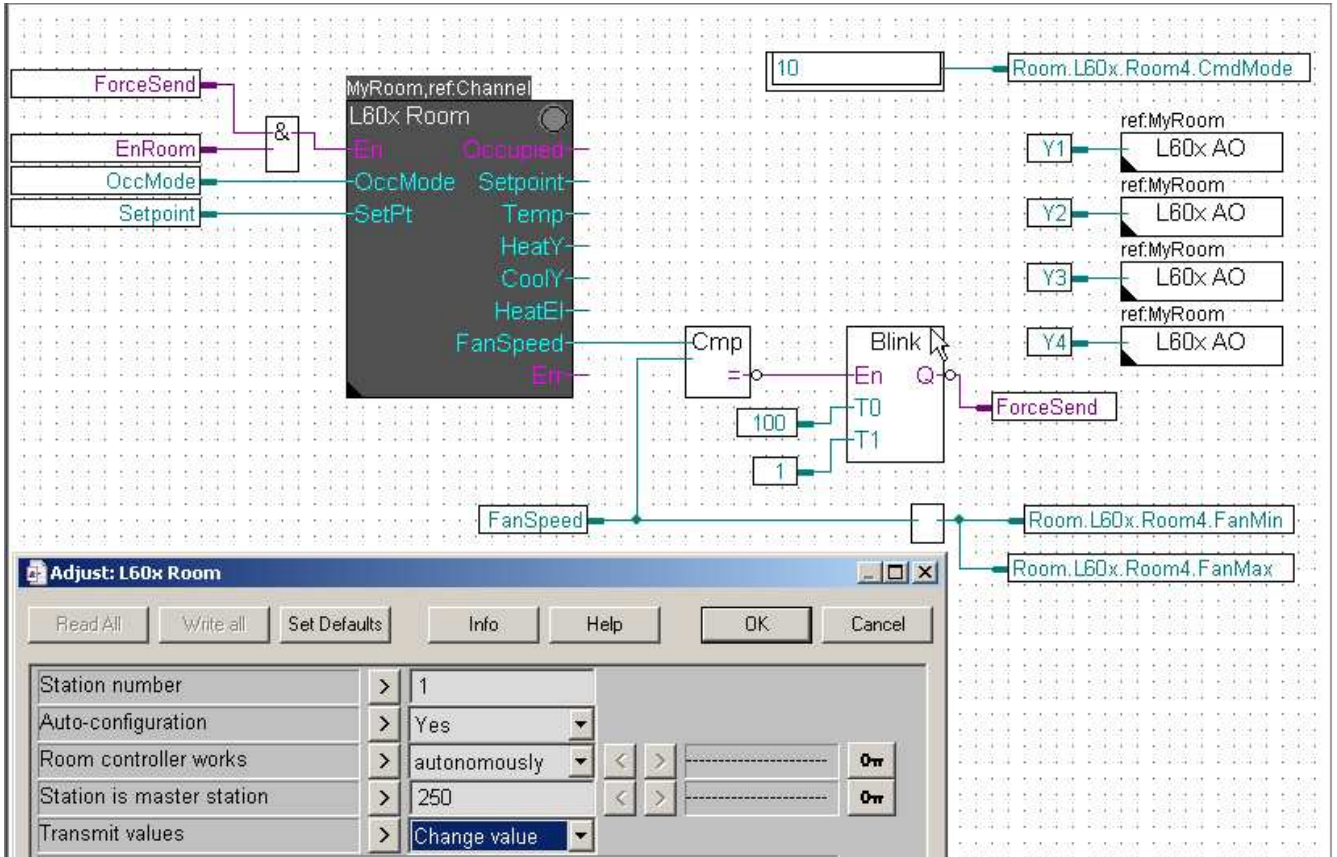 10
Room.L60x.Room4.CmdMode
ForceSend
MyRoom,ref:Channel
L60x Room
&
En
Occupied
EnRoom
OccMode
OccMode
Setpoint
Setpoint
SetPt
Temp
HeatY
CoolY
HeatEl
FanSpeed
Err
ref:MyRoom
Y1
L60x AO
ref:MyRoom
Y2
L60x AO
ref:MyRoom
Y3
L60x AO
ref:MyRoom
Y4
L60x AO
Cmp
=
Blink
En
Q
T0
T1
100
1
ForceSend
FanSpeed
Room.L60x.Room4.FanMin
Room.L60x.Room4.FanMax
Adjust: L60x Room
Read All
Write all
Set Defaults
Info
Help
OK
Cancel
Station number > 1
Auto-configuration > Yes
Room controller works > autonomously < > --------------------
Station is master station > 250 < > --------------------
Transmit values > Change value